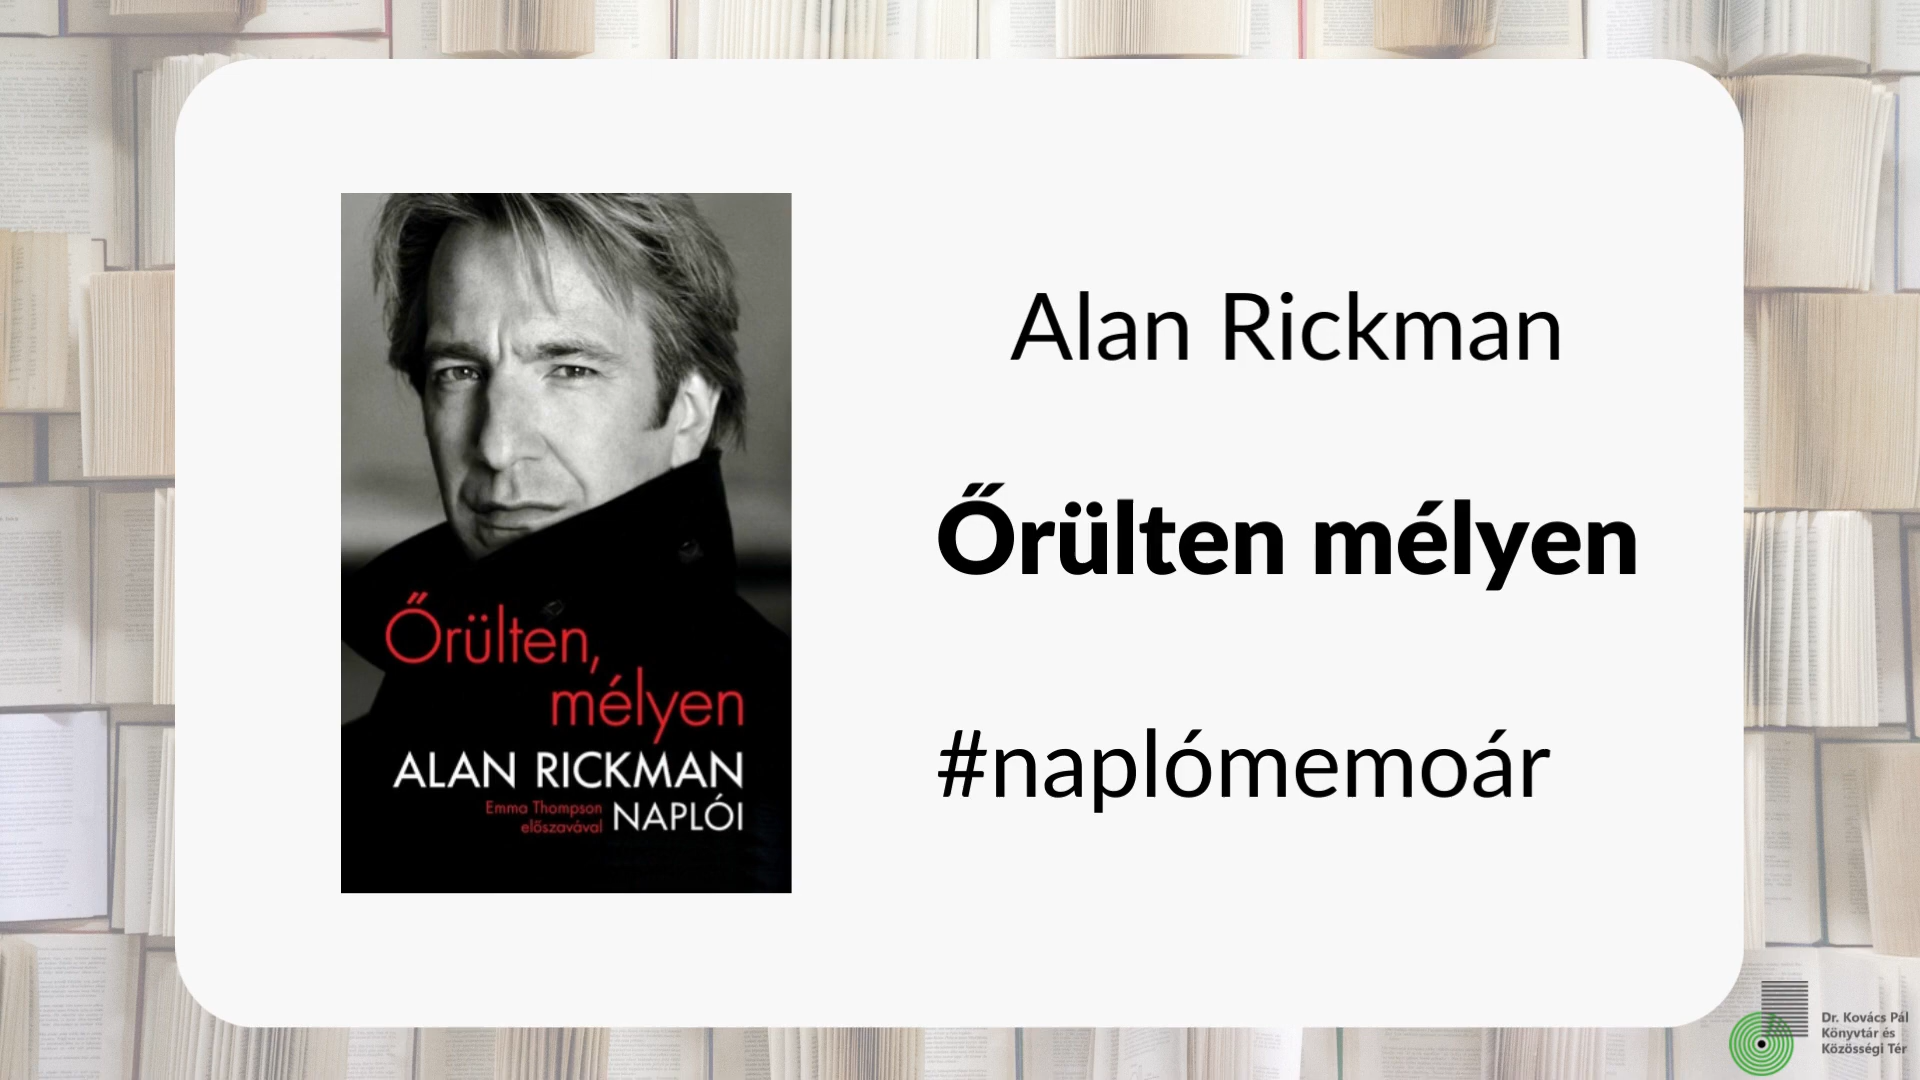 Őrülten,
mélyen
ALAN RICKMAN
Emma Thompson
előszavával
NAPLÓI
Alan Rickman
Őrülten mélyen
#naplómemoár
Dr. Kovács Pál
Könyvtár és
Közösségi Tér